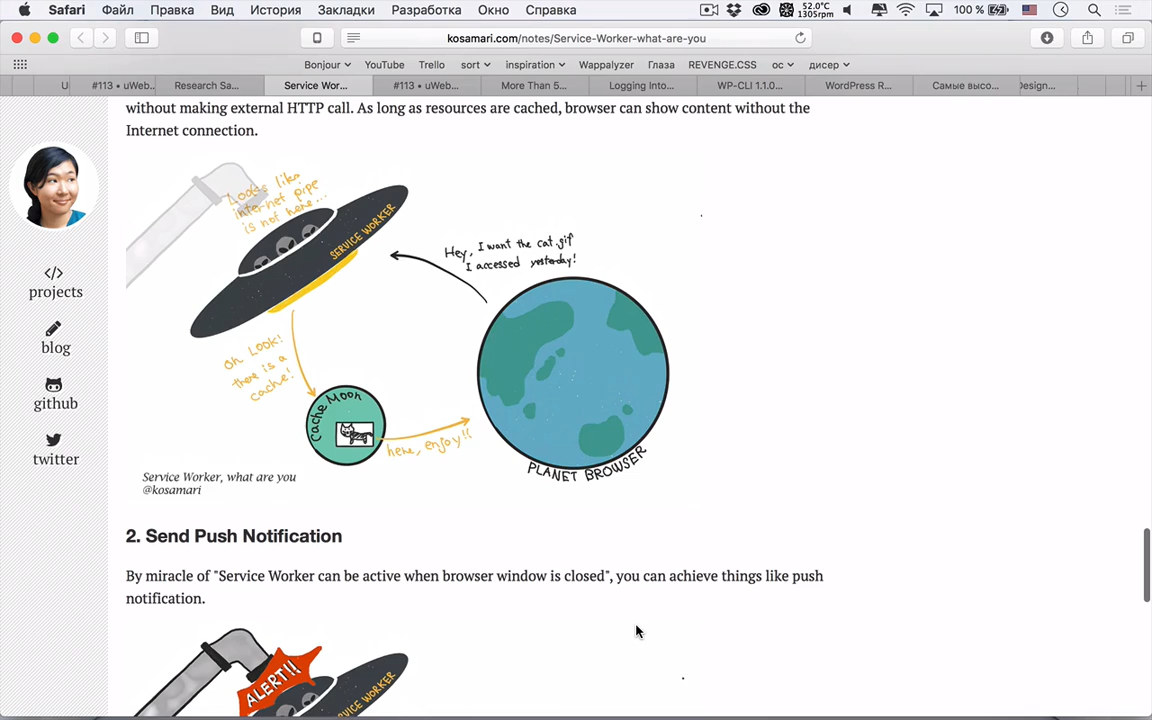 Safari Файл Правка Вид История Закладки Разработка Окно Справка 52.0°C 1305rpm 100 %
kosamari.com/notes/Service-Worker-what-are-you
Bonjour YouTube Trello sort inspiration Wappalyzer Глаза REVENGE.CSS ос дисер
U #113 • uWeb... Research Sa... Service Wor... #113 • uWeb... More Than 5... Logging Into... WP-CLI 1.1.0... WordPress R... Самые высо... Design...
without making external HTTP call. As long as resources are cached, browser can show content without the
Internet connection.
Looks like
internet pipe
is not here...
SERVICE WORKER
Hey, I want the cat.gif
I accessed yesterday!
Oh LOOK!
there is a
cache!
Cache Moon
here, enjoy!!
PLANET BROWSER
Service Worker, what are you
@kosamari
</> projects
blog
github
twitter
2. Send Push Notification
By miracle of "Service Worker can be active when browser window is closed", you can achieve things like push
notification.
ALERT!!
SERVICE WORKER